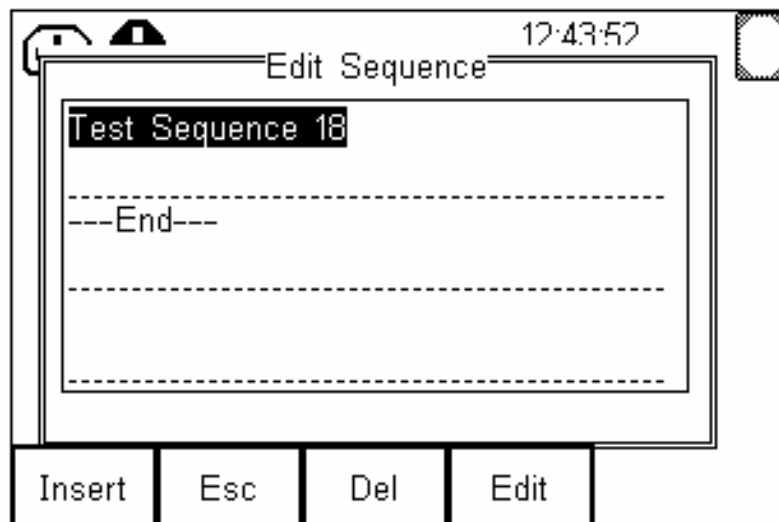 12:43:52
Edit Sequence
Test Sequence 18
---End---
Insert Esc Del Edit